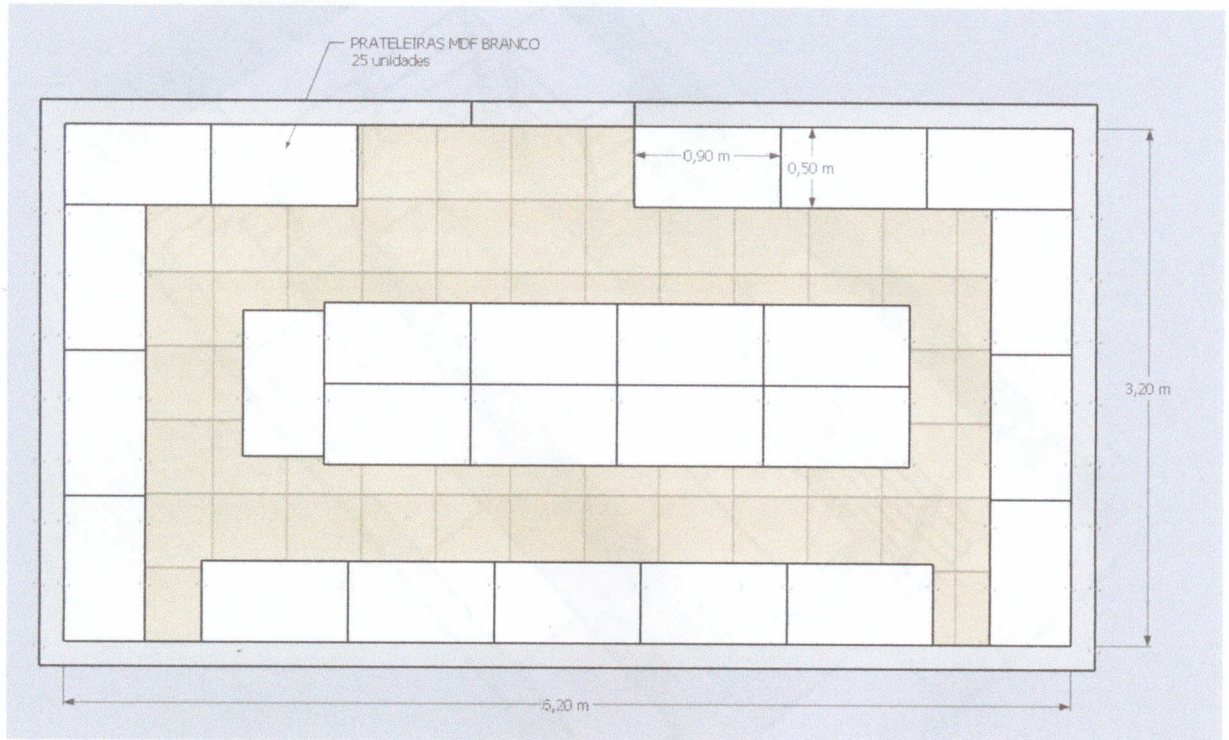 PRATELEIRAS MDF BRANCO
25 unidades
0,90 m
0,50 m
3,20 m
6,20 m